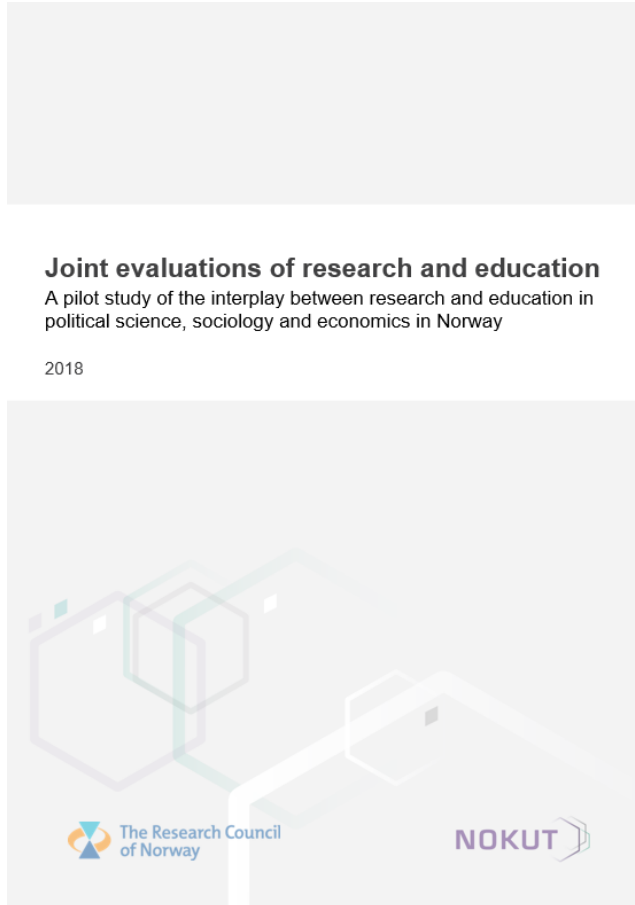 Joint evaluations of research and education
A pilot study of the interplay between research and education in
political science, sociology and economics in Norway
2018
The Research Council
of Norway
NOKUT